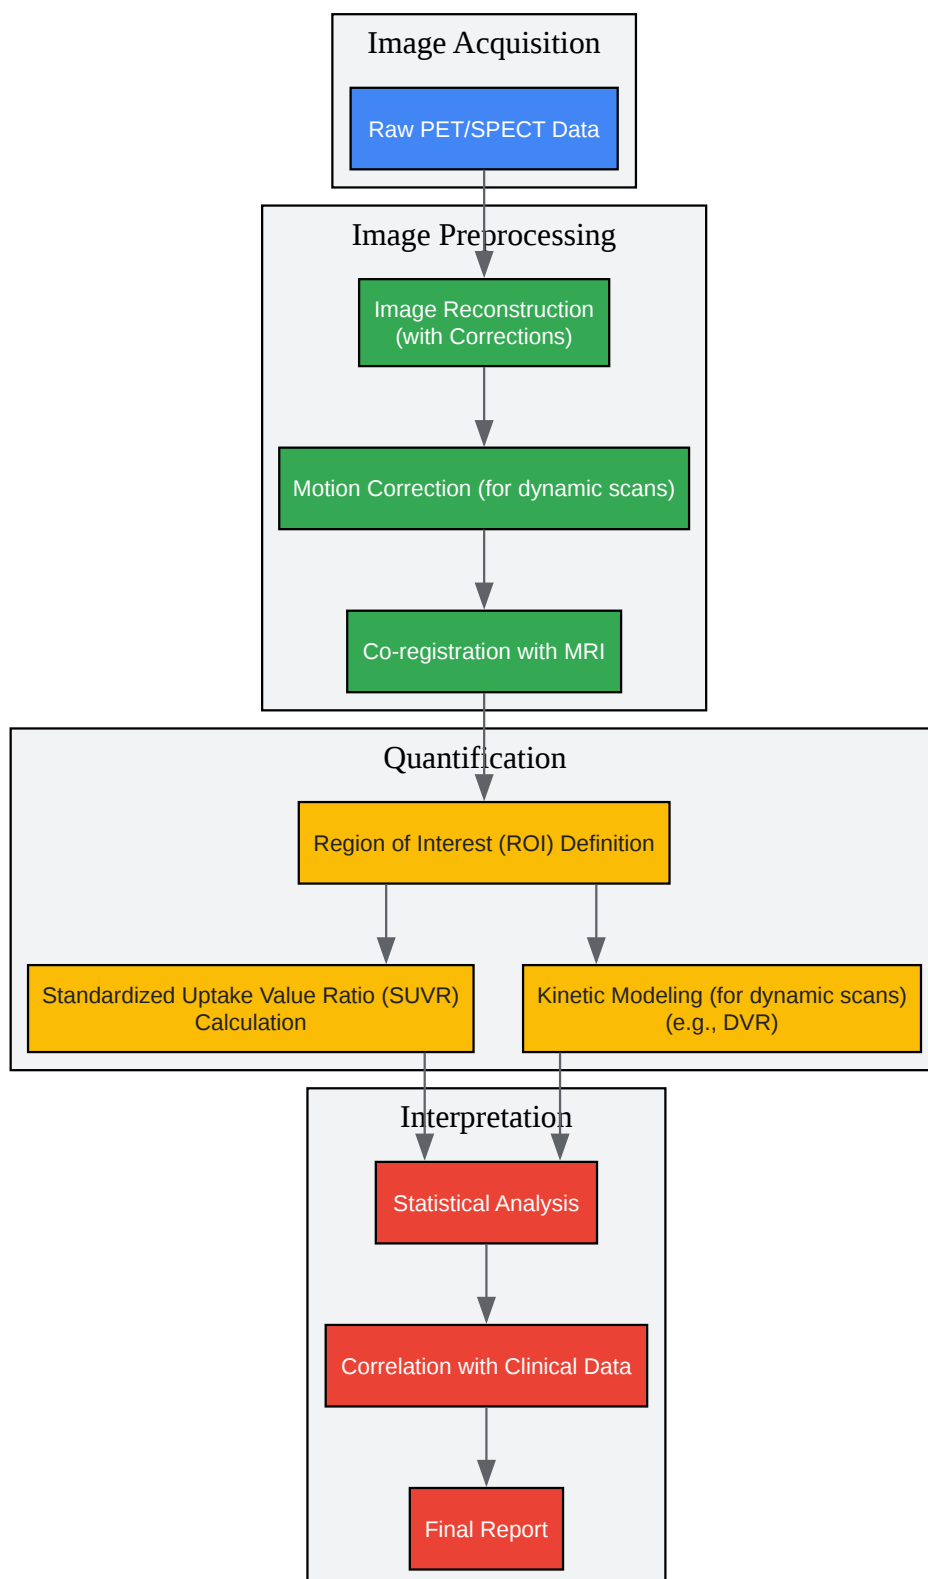 Image Acquisition
Raw PET/SPECT Data
Image Preprocessing
Image Reconstruction
(with Corrections)
Motion Correction (for dynamic scans)
Co-registration with MRI
Quantification
Region of Interest (ROI) Definition
Standardized Uptake Value Ratio (SUVR)
Calculation
Kinetic Modeling (for dynamic scans)
(e.g., DVR)
Interpretation
Statistical Analysis
Correlation with Clinical Data
Final Report